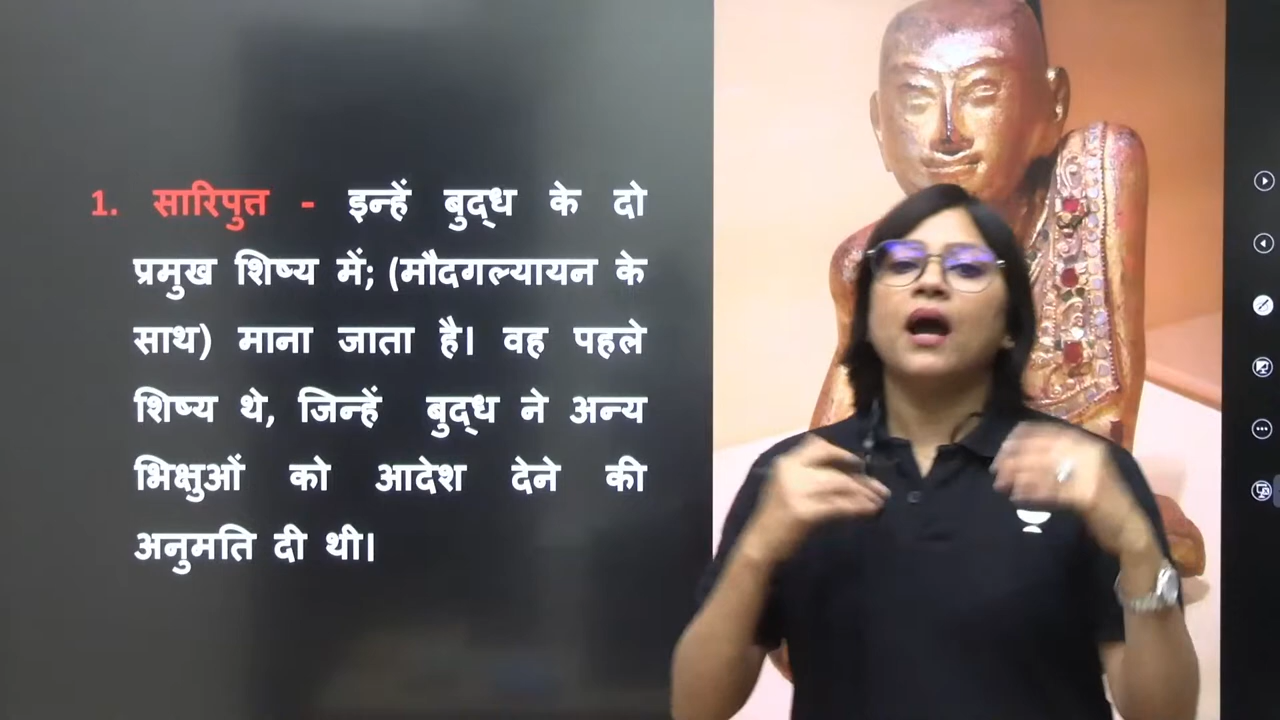 1. सारिपुत्त - इन्हें बुद्ध के दो
प्रमुख शिष्य में; (मौदगल्यायन के
साथ) माना जाता है। वह पहले
शिष्य थे, जिन्हें बुद्ध ने अन्य
भिक्षुओं को आदेश देने की
अनुमति दी थी।